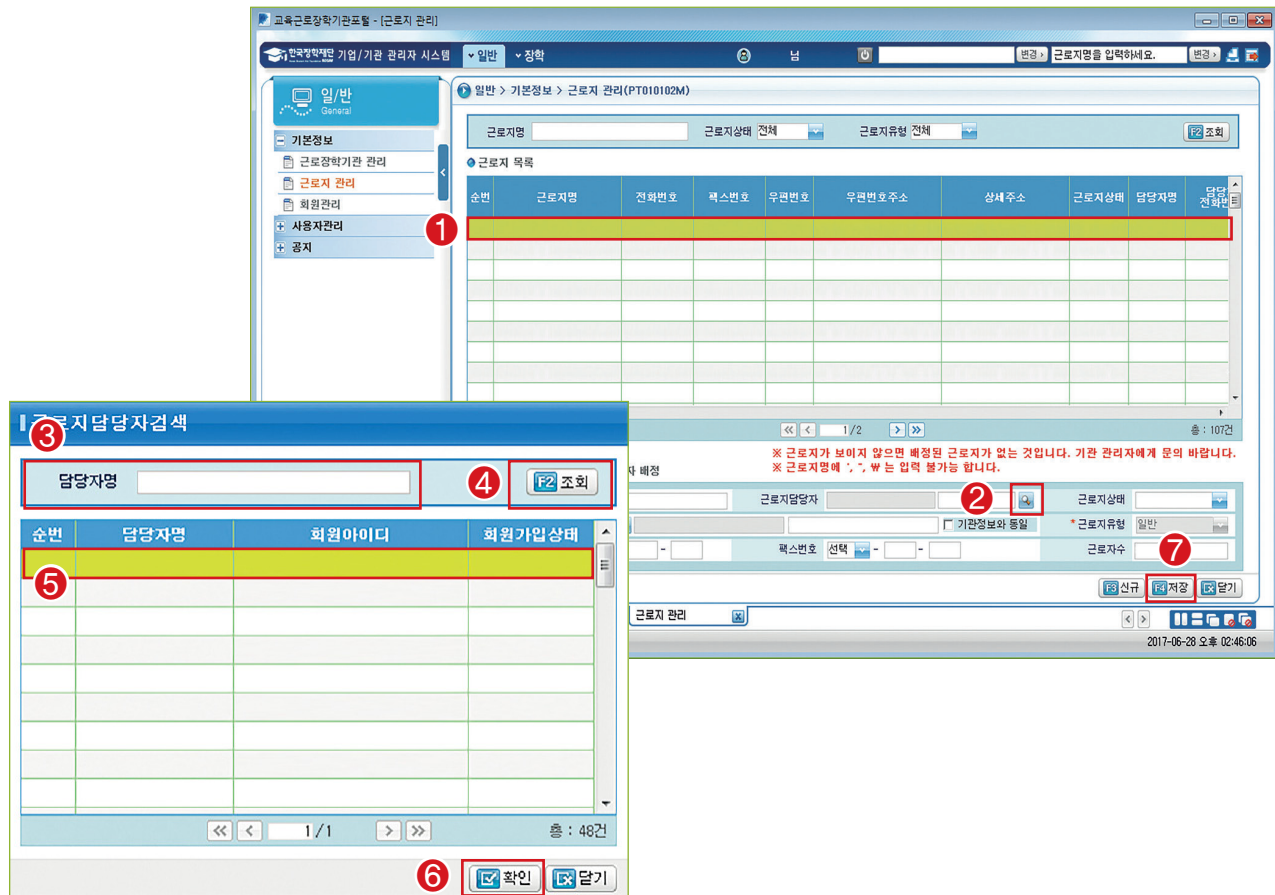 교육근로장학기관포털 - [근로지 관리]
한국장학재단 기업/기관 관리자 시스템 일반 장학 님 변경 근로지명을 입력하세요. 변경
일/반
General
기본정보
근로장학기관 관리
근로지 관리
회원관리
사용자관리
공지
일반 > 기본정보 > 근로지 관리(PT010102M)
근로지명 근로지상태 전체 근로지유형 전체 F2 조회
근로지 목록
순번 근로지명 전화번호 팩스번호 우편번호 우편번호주소 상세주소 근로지상태 담당자명
1
1/2 총 : 107건
※ 근로지가 보이지 않으면 배정된 근로지가 없는 것입니다. 기관 관리자에게 문의 바랍니다.
자 배정 ※ 근로지명에 ', ", ₩ 는 입력 불가능 합니다.
근로지담당자 2 근로지상태
기관정보와 동일 *근로지유형 일반
- 팩스번호 선택 - - 근로자수 7
F3 신규 F4 저장 닫기
근로지 관리
2017-06-28 오후 02:46:06
근로지담당자검색
3
담당자명 4 F2 조회
순번 담당자명 회원아이디 회원가입상태
5
1/1 총 : 48건
6 확인 닫기